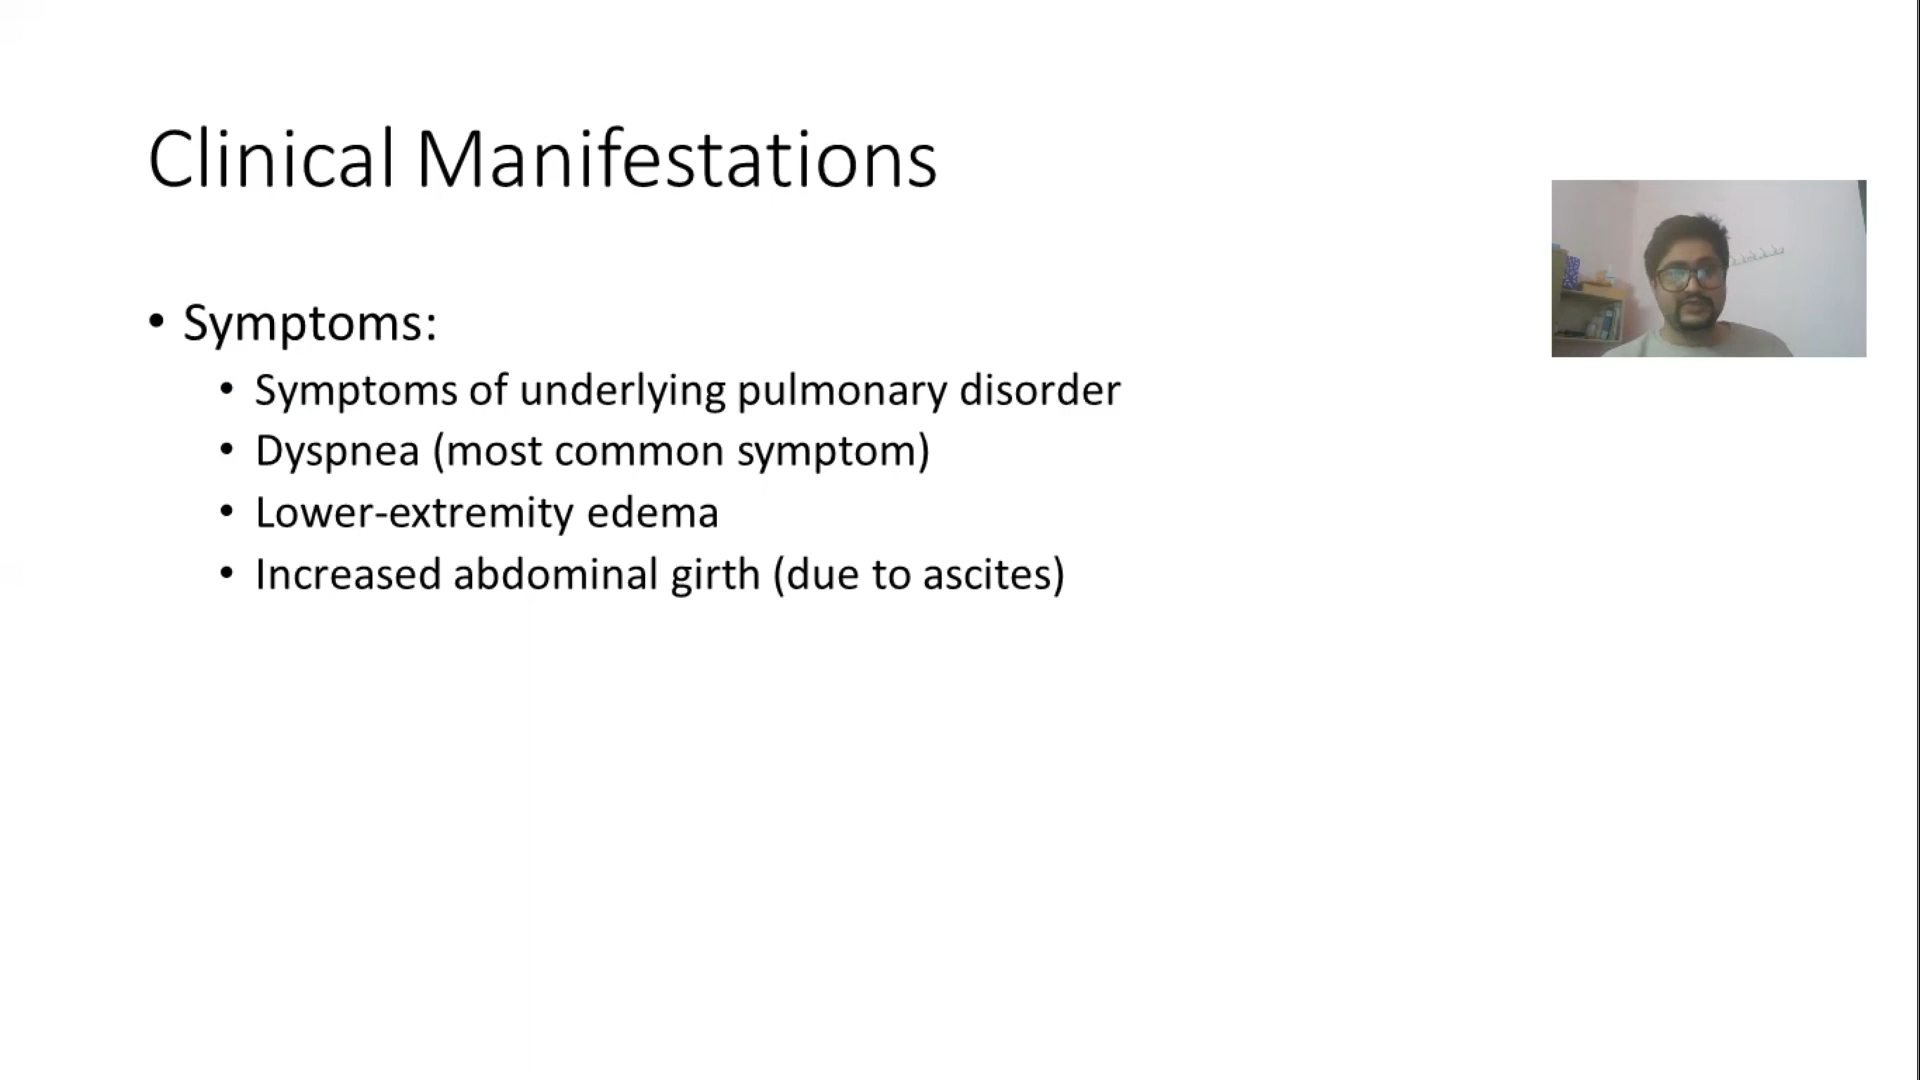 Clinical Manifestations
• Symptoms:
• Symptoms of underlying pulmonary disorder
• Dyspnea (most common symptom)
• Lower-extremity edema
• Increased abdominal girth (due to ascites)